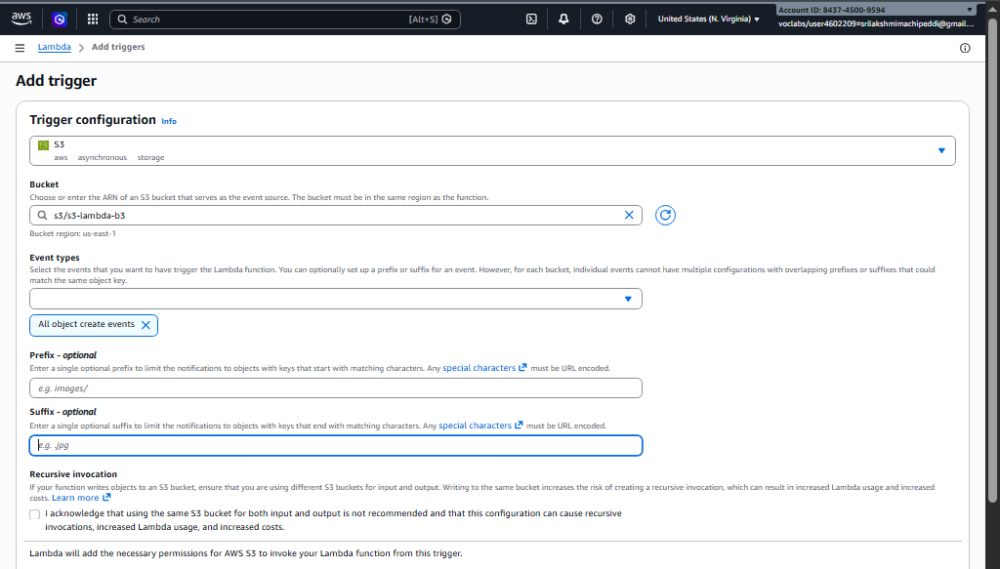 aws
Search
[Alt+S]
United States (N. Virginia)
Account ID: 8437-4500-9594
voclabs/user4602209=srilakshmimachipeddi@gmail...
Lambda
Add triggers
Add trigger
Trigger configuration Info
S3
aws asynchronous storage
Bucket
Choose or enter the ARN of an S3 bucket that serves as the event source. The bucket must be in the same region as the function.
s3/s3-lambda-b3
Bucket region: us-east-1
Event types
Select the events that you want to have trigger the Lambda function. You can optionally set up a prefix or suffix for an event. However, for each bucket, individual events cannot have multiple configurations with overlapping prefixes or suffixes that could
match the same object key.
All object create events
Prefix - optional
Enter a single optional prefix to limit the notifications to objects with keys that start with matching characters. Any special characters must be URL encoded.
e.g. images/
Suffix - optional
Enter a single optional suffix to limit the notifications to objects with keys that end with matching characters. Any special characters must be URL encoded.
e.g. .jpg
Recursive invocation
If your function writes objects to an S3 bucket, ensure that you are using different S3 buckets for input and output. Writing to the same bucket increases the risk of creating a recursive invocation, which can result in increased Lambda usage and increased
costs. Learn more
I acknowledge that using the same S3 bucket for both input and output is not recommended and that this configuration can cause recursive
invocations, increased Lambda usage, and increased costs.
Lambda will add the necessary permissions for AWS S3 to invoke your Lambda function from this trigger.